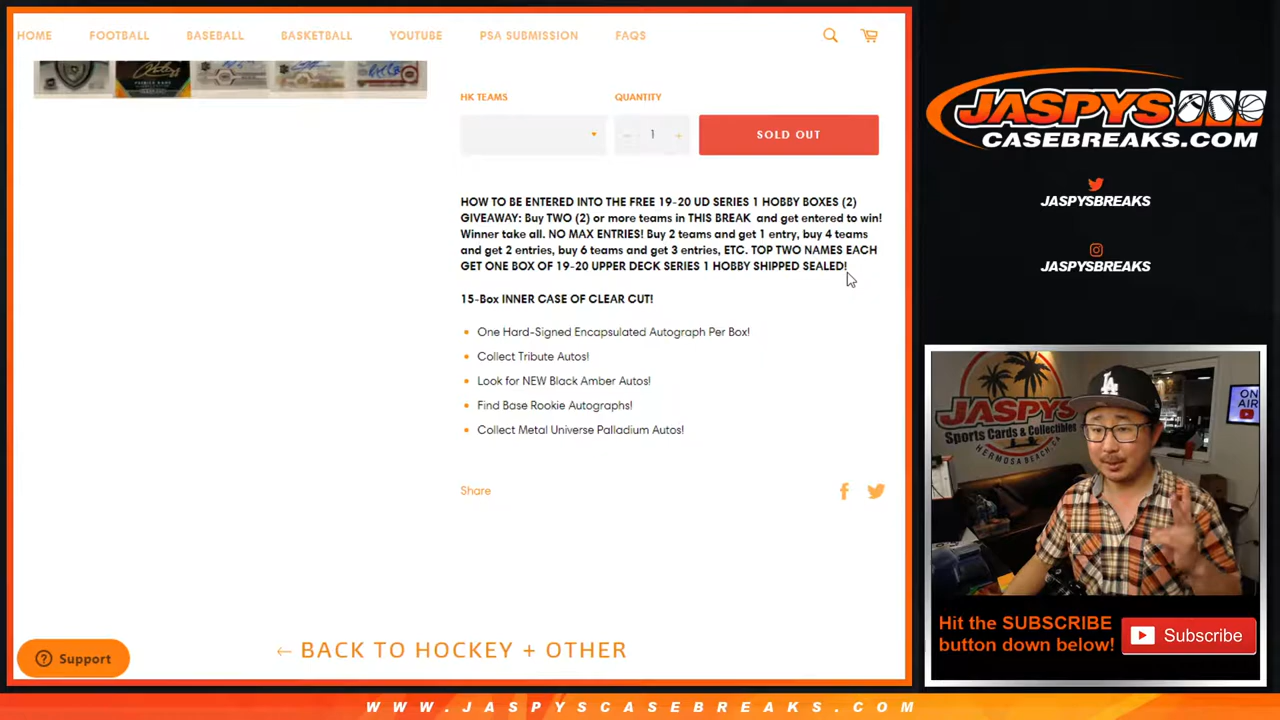 HOME FOOTBALL BASEBALL BASKETBALL YOUTUBE PSA SUBMISSION FAQS
HK TEAMS QUANTITY
1 SOLD OUT
HOW TO BE ENTERED INTO THE FREE 19-20 UD SERIES 1 HOBBY BOXES (2)
GIVEAWAY: Buy TWO (2) or more teams in THIS BREAK and get entered to win!
Winner take all. NO MAX ENTRIES! Buy 2 teams and get 1 entry, buy 4 teams
and get 2 entries, buy 6 teams and get 3 entries, ETC. TOP TWO NAMES EACH
GET ONE BOX OF 19-20 UPPER DECK SERIES 1 HOBBY SHIPPED SEALED!
15-Box INNER CASE OF CLEAR CUT!
One Hard-Signed Encapsulated Autograph Per Box!
Collect Tribute Autos!
Look for NEW Black Amber Autos!
Find Base Rookie Autographs!
Collect Metal Universe Palladium Autos!
Share
← BACK TO HOCKEY + OTHER
Support
JASPYS
CASEBREAKS.COM
JASPYSBREAKS
JASPYSBREAKS
JASPYS
Sports Cards & Collectibles
HERMOSA BEACH, CA
ON
AIR
LA
Hit the SUBSCRIBE
button down below!
Subscribe
WWW.JASPYSCASEBREAKS.COM